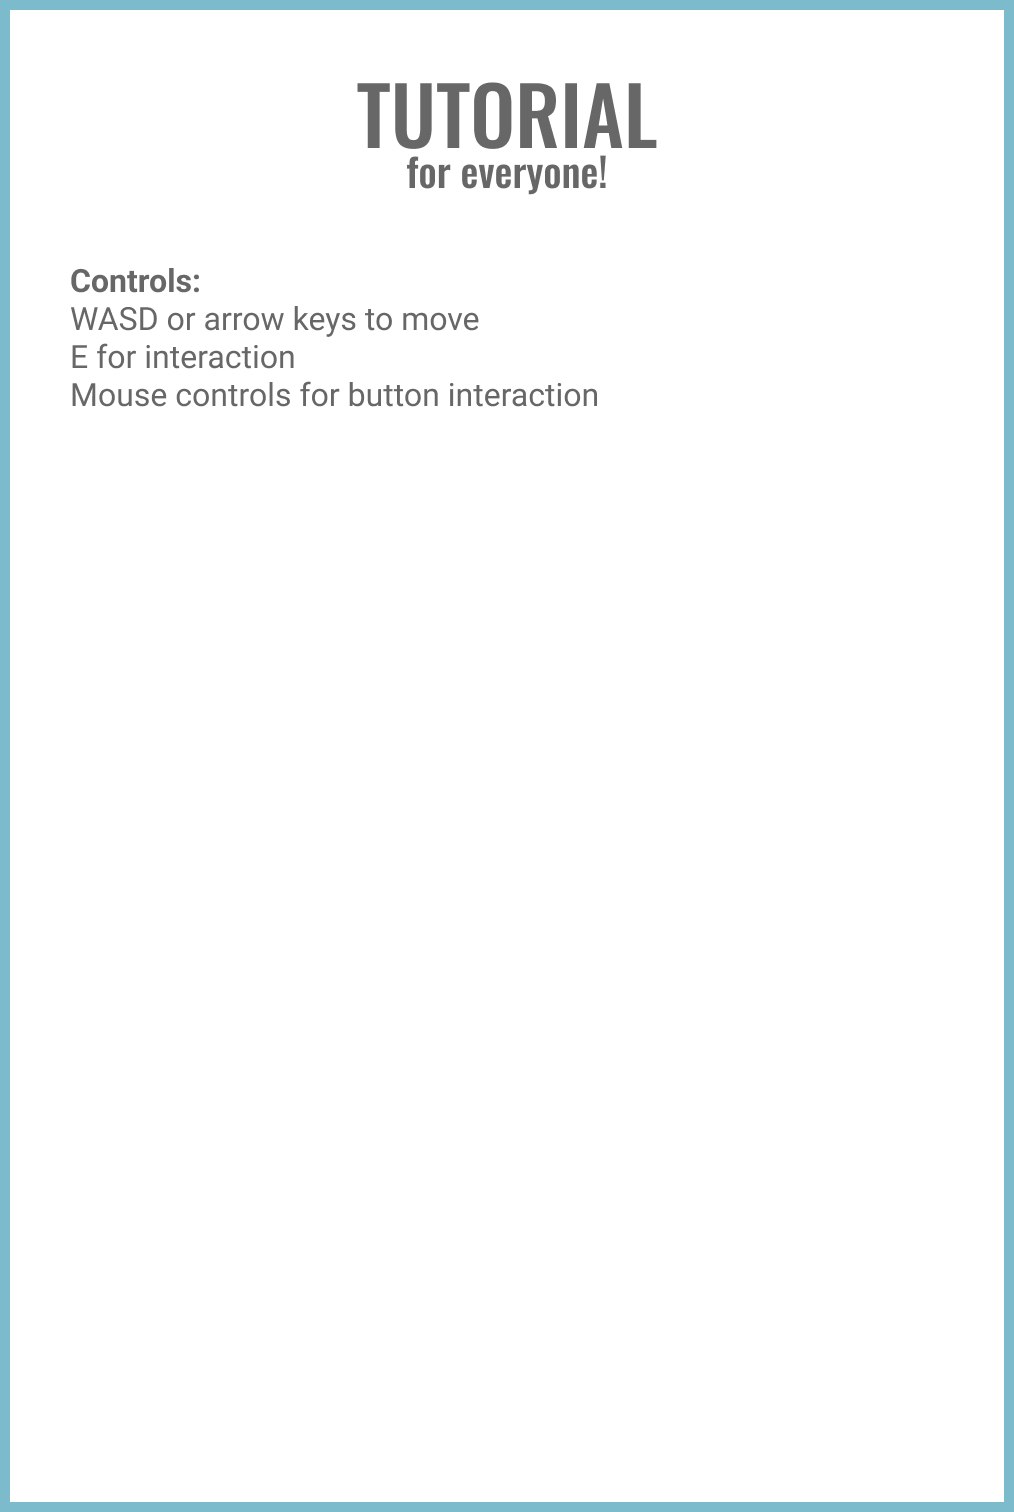 TUTORIAL
for everyone!
Controls:
WASD or arrow keys to move
E for interaction
Mouse controls for button interaction